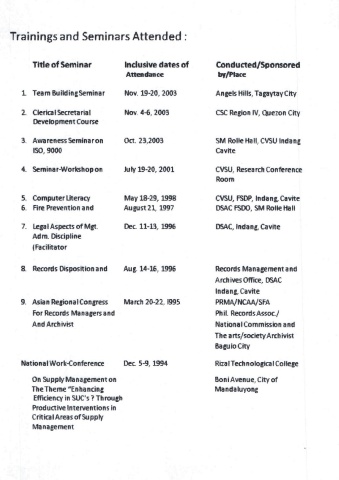 Trainings and Seminars Attended :
Title of Seminar Inclusive dates of Conducted/Sponsored
Attendance by/Place
1. Team Building Seminar Nov. 19-20, 2003 Angels Hills, Tagaytay City
2. Clerical Secretarial Nov. 4-6, 2003 CSC Region IV, Quezon City
Development Course
3. Awareness Seminar on Oct. 23,2003 SM Rolle Hall, CVSU Indang
ISO, 9000 Cavite
4. Seminar-Workshop on July 19-20, 2001 CVSU, Research Conference
Room
5. Computer Literacy May 18-29, 1998 CVSU, FSDP, Indang, Cavite
6. Fire Prevention and August 21, 1997 DSAC FSDO, SM Rolle Hall
7. Legal Aspects of Mgt. Dec. 11-13, 1996 DSAC, Indang, Cavite
Adm. Discipline
(Facilitator
8. Records Disposition and Aug. 14-16, 1996 Records Management and
Archives Office, DSAC
Indang, Cavite
9. Asian Regional Congress March 20-22, I995 PRMA/NCAA/SFA
For Records Managers and Phil. Records Assoc./
And Archivist National Commission and
The arts/society Archivist
Baguio City
National Work-Conference Dec. 5-9, 1994 Rizal Technological College
On Supply Management on Boni Avenue, City of
The Theme "Enhancing Mandaluyong
Efficiency in SUC's ? Through
Productive Interventions in
Critical Areas of Supply
Management